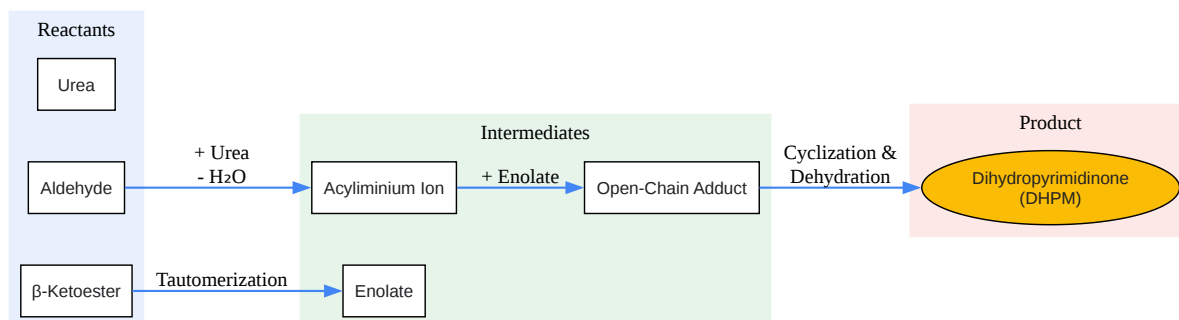 Reactants
Urea
Aldehyde
β-Ketoester
+ Urea
- H₂O
Tautomerization
Intermediates
Acyliminium Ion
+ Enolate
Open-Chain Adduct
Enolate
Cyclization &
Dehydration
Product
Dihydropyrimidinone
(DHPM)